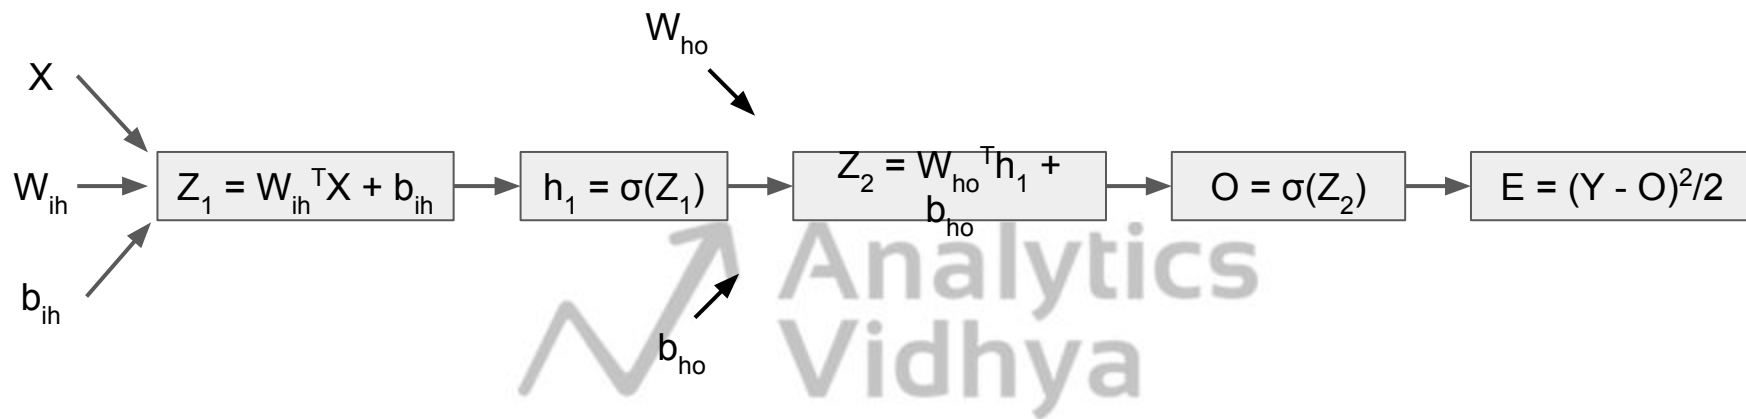 W_ho
X
W_ih
b_ih
Z_1 = W_ih^T X + b_ih
h_1 = σ(Z_1)
Z_2 = W_ho^T h_1 +
b_ho
O = σ(Z_2)
E = (Y - O)^2/2
b_ho
Analytics
Vidhya